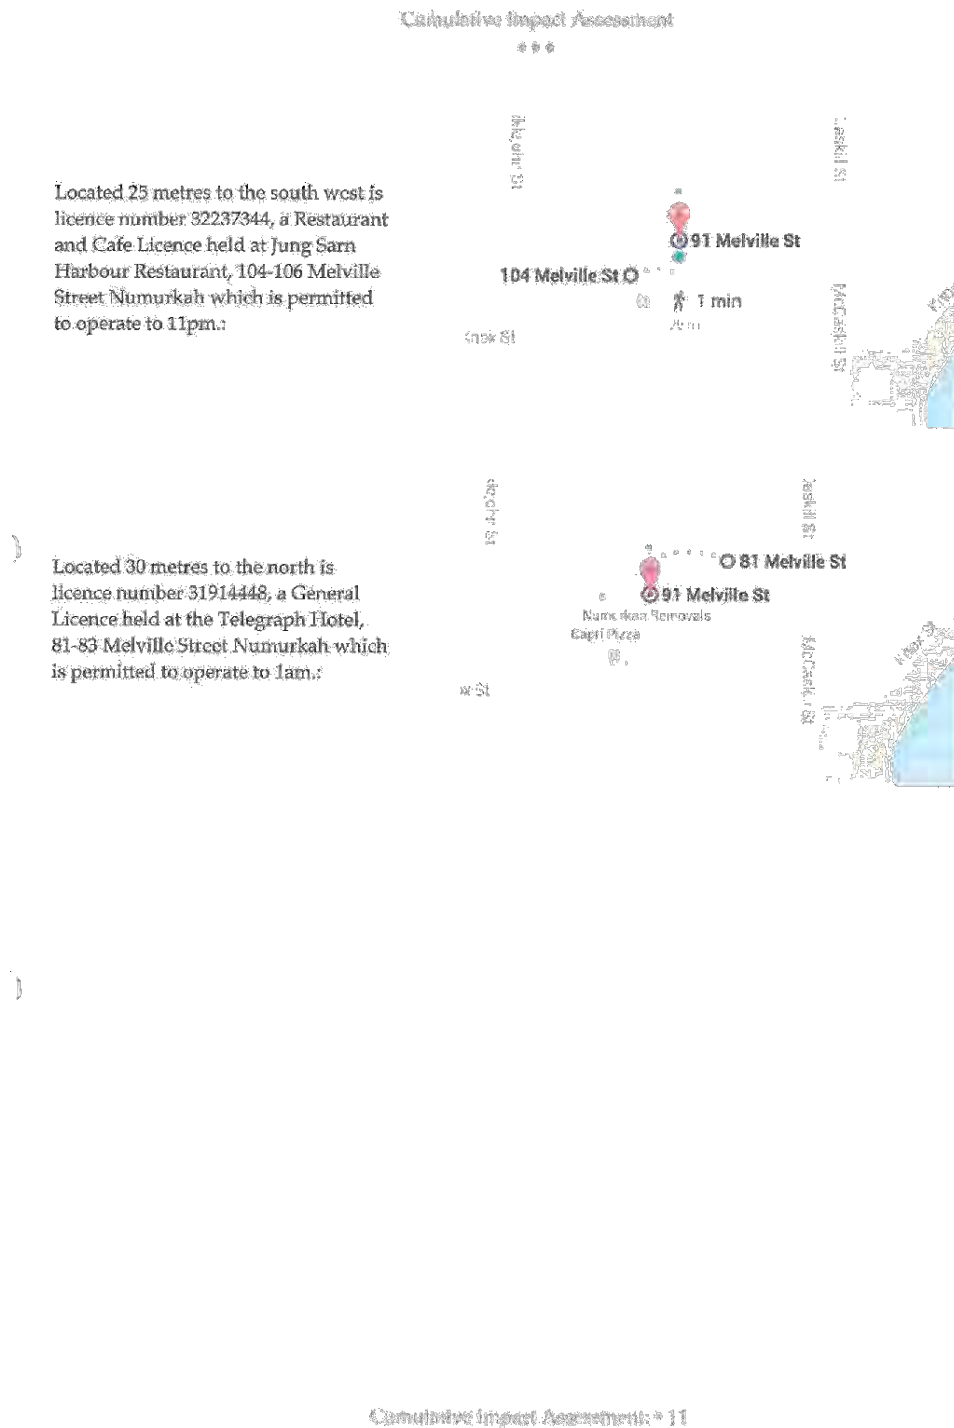 Cumulative Impact Assessment
Located 25 metres to the south west is
licence number 32237344, a Restaurant
and Cafe Licence held at Jung Sarn
Harbour Restaurant, 104-106 Melville
Street Numurkah which is permitted
to operate to 11pm.:
91 Melville St
104 Melville St
1 min
McCaskill St
Located 30 metres to the north is
licence number 31914448, a General
Licence held at the Telegraph Hotel,
81-83 Melville Street Numurkah which
is permitted to operate to 1am.:
81 Melville St
91 Melville St
Numurkah Removals
Capri Pizza
Cumulative Impact Assessment • 11